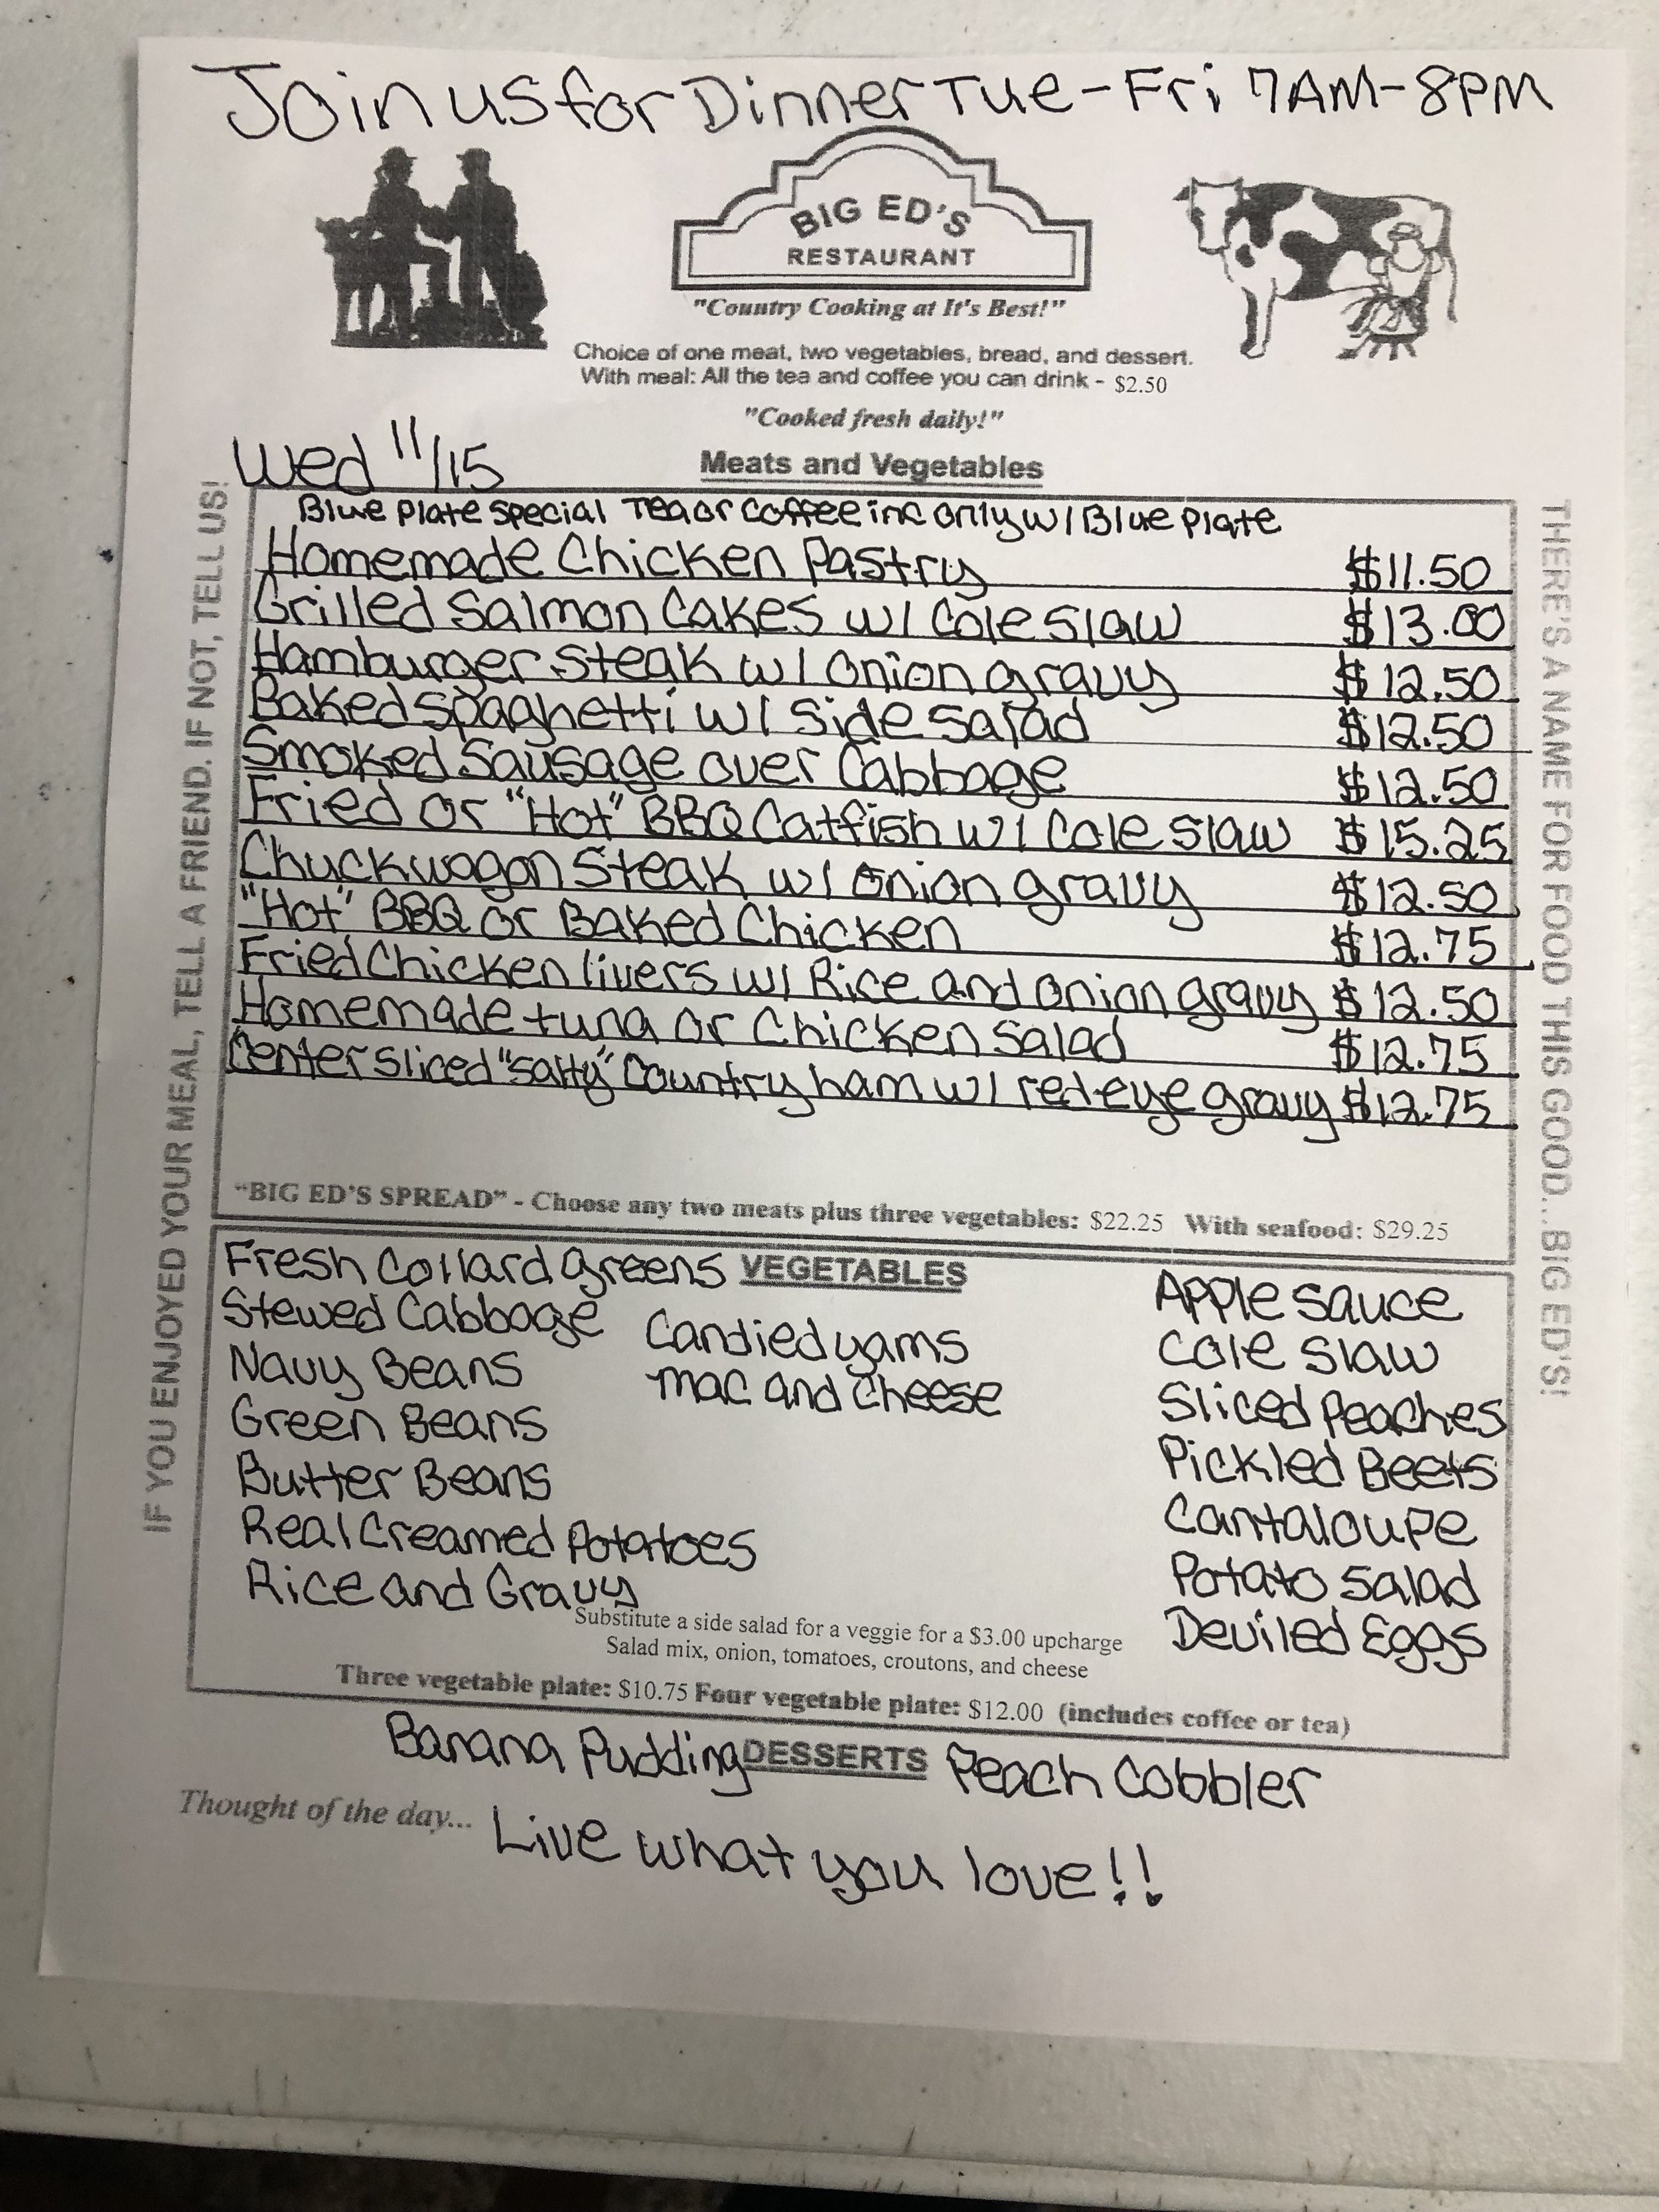 Join us for Dinner Tue-Fri 7AM-8PM
BIG ED'S
RESTAURANT
"Country Cooking at It's Best!"
Choice of one meat, two vegetables, bread, and dessert.
With meal: All the tea and coffee you can drink - $2.50
"Cooked fresh daily!"
Wed 11/15
Meats and Vegetables
Blue Plate Special Tea or Coffee inc only w/ Blue Plate
Homemade Chicken Pastry $11.50
Grilled Salmon Cakes w/ Cole slaw $13.00
Hamburger steak w/ onion gravy $12.50
Baked spaghetti w/ side salad $12.50
Smoked Sausage over Cabbage $12.50
Fried or "Hot" BBQ Catfish w/ Cole slaw $15.25
Chuckwagon Steak w/ onion gravy $12.50
"Hot" BBQ or Baked Chicken $12.75
Fried Chicken livers w/ Rice and onion gravy $12.50
Homemade tuna or Chicken salad $12.75
Center sliced "salty" Country ham w/ red-eye gravy $12.75
"BIG ED'S SPREAD" - Choose any two meats plus three vegetables: $22.25 With seafood: $29.25
VEGETABLES
Fresh Collard greens
Stewed Cabbage
Navy Beans
Green Beans
Butter Beans
Real Creamed Potatoes
Rice and Gravy
Candied yams
Mac and Cheese
Apple sauce
Cole slaw
Sliced Peaches
Pickled Beets
Cantaloupe
Potato Salad
Deviled Eggs
Substitute a side salad for a veggie for a $3.00 upcharge
Salad mix, onion, tomatoes, croutons, and cheese
Three vegetable plate: $10.75 Four vegetable plate: $12.00 (includes coffee or tea)
Banana Pudding DESSERTS Peach Cobbler
Thought of the day... Live what you love!!
IF YOU ENJOYED YOUR MEAL, TELL A FRIEND. IF NOT, TELL US!
THERE'S A NAME FOR FOOD THIS GOOD...BIG ED'S!